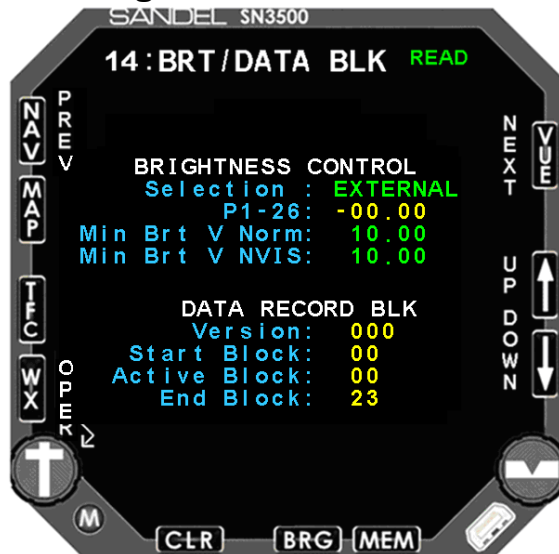 SANDEL SN3500
14:BRT/DATA BLK READ
PREV
NEXT
NAV
VUE
MAP
BRIGHTNESS CONTROL
Selection : EXTERNAL
P1-26: -00.00
Min Brt V Norm: 10.00
Min Brt V NVIS: 10.00
UP DOWN
TFC
DATA RECORD BLK
Version: 000
Start Block: 00
Active Block: 00
End Block: 23
WX
OPER
M
CLR BRG MEM